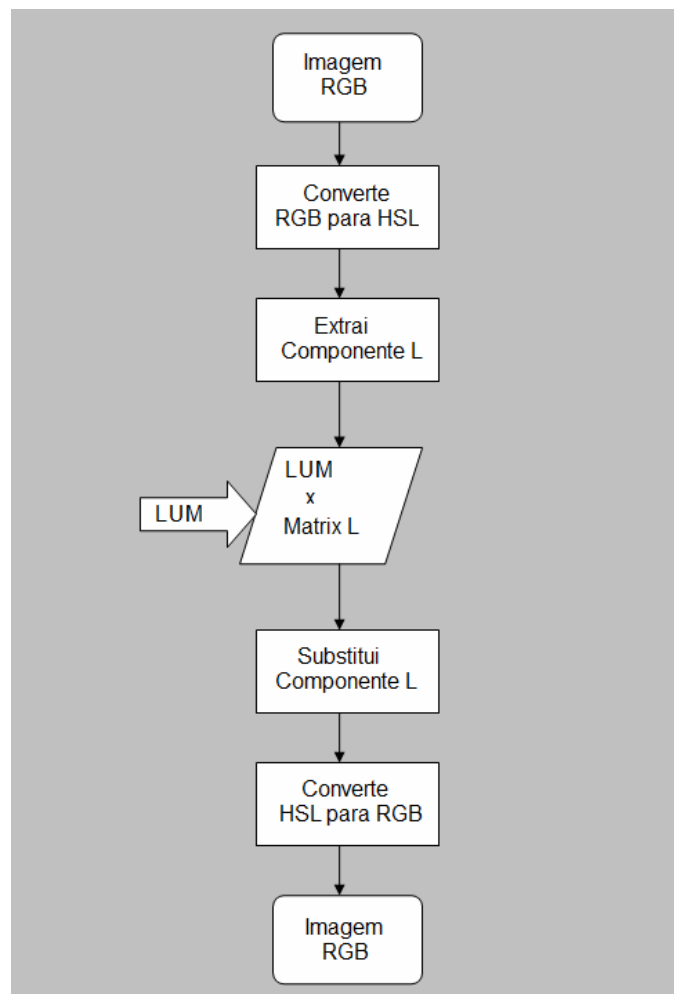 Imagem
RGB
Converte
RGB para HSL
Extrai
Componente L
LUM
x
Matrix L
LUM
Substitui
Componente L
Converte
HSL para RGB
Imagem
RGB